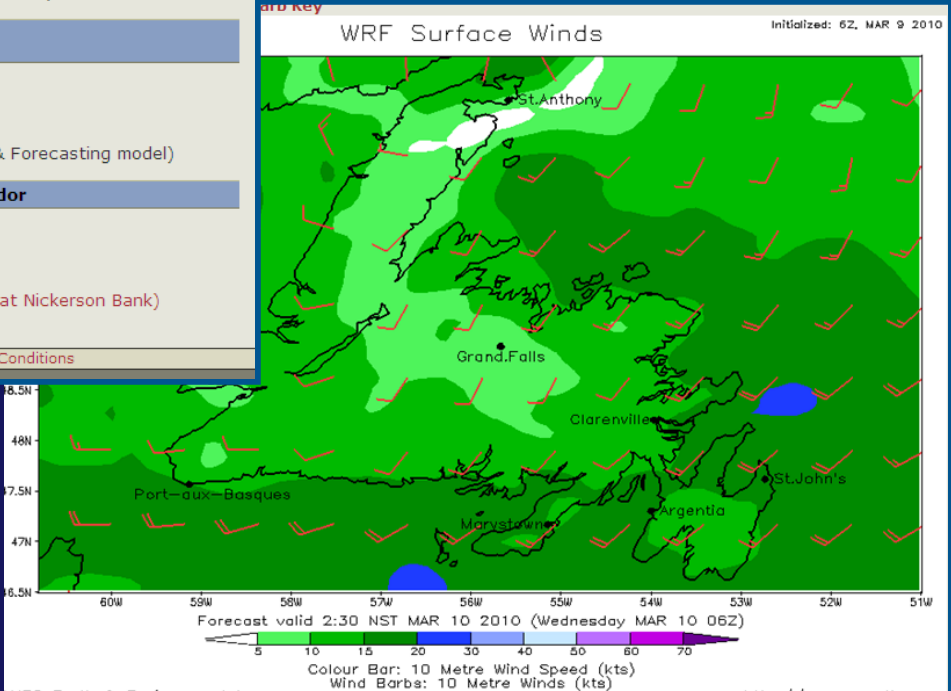 arb Key
WRF Surface Winds
Initialized: 6Z, MAR 9 2010
& Forecasting model)
dor
at Nickerson Bank)
Conditions
St.Anthony
Grand.Falls
Clarenville
St.John's
Port-aux-Basques
Argentia
Marystown
48.5N
48N
47.5N
47N
46.5N
60W 59W 58W 57W 56W 55W 54W 53W 52W 51W
Forecast valid 2:30 NST MAR 10 2010 (Wednesday MAR 10 06Z)
5 10 15 20 30 40 50 60 70
Colour Bar: 10 Metre Wind Speed (kts)
Wind Barbs: 10 Metre Winds (kts)